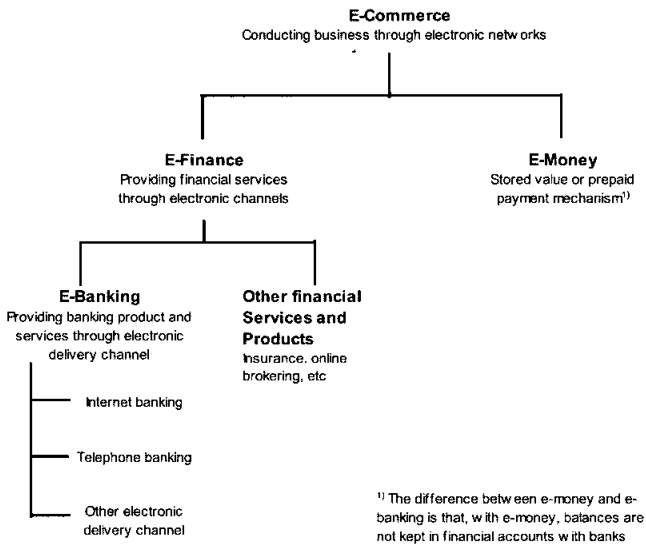 E-Commerce
Conducting business through electronic networks
E-Finance
Providing financial services
through electronic channels
E-Money
Stored value or prepaid
payment mechanism1)
E-Banking
Providing banking product and
services through electronic
delivery channel
Other financial
Services and
Products
Insurance. online
brokering, etc
Internet banking
Telephone banking
Other electronic
delivery channel
1) The difference between e-money and e-
banking is that, with e-money, batances are
not kept in financial accounts with banks